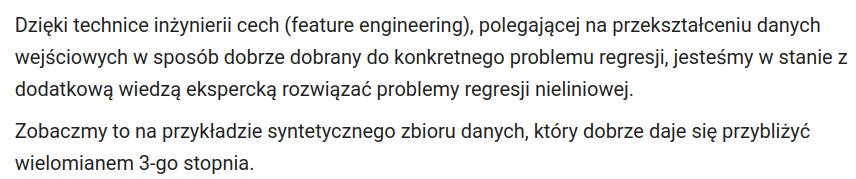 Dzięki technice inżynierii cech (feature engineering), polegającej na przekształceniu danych
wejściowych w sposób dobrze dobrany do konkretnego problemu regresji, jesteśmy w stanie z
dodatkową wiedzą ekspercką rozwiązać problemy regresji nieliniowej.
Zobaczmy to na przykładzie syntetycznego zbioru danych, który dobrze daje się przybliżyć
wielomianem 3-go stopnia.